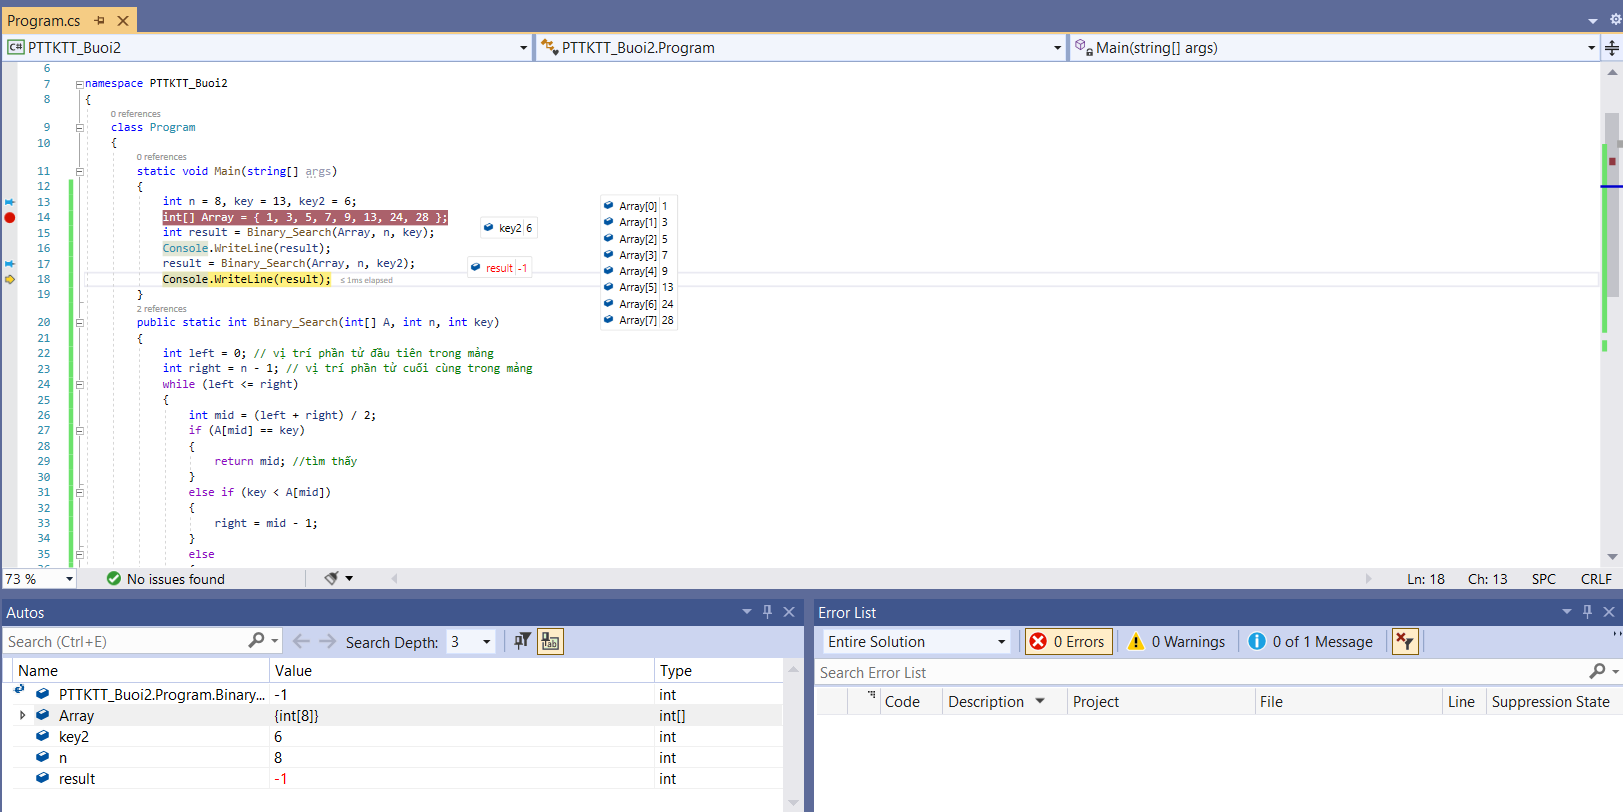 Program.cs
PTTKTT_Buoi2
PTTKTT_Buoi2.Program
Main(string[] args)
6
7 namespace PTTKTT_Buoi2
8 {
0 references
9 class Program
10 {
0 references
11 static void Main(string[] args)
12 {
13 int n = 8, key = 13, key2 = 6;
14 int[] Array = { 1, 3, 5, 7, 9, 13, 24, 28 };
15 int result = Binary_Search(Array, n, key);
16 Console.WriteLine(result);
17 result = Binary_Search(Array, n, key2);
18 Console.WriteLine(result); ≤ 1ms elapsed
19 }
2 references
20 public static int Binary_Search(int[] A, int n, int key)
21 {
22 int left = 0; // vị trí phần tử đầu tiên trong mảng
23 int right = n - 1; // vị trí phần tử cuối cùng trong mảng
24 while (left <= right)
25 {
26 int mid = (left + right) / 2;
27 if (A[mid] == key)
28 {
29 return mid; //tìm thấy
30 }
31 else if (key < A[mid])
32 {
33 right = mid - 1;
34 }
35 else
key2 6
result -1
Array[0] 1
Array[1] 3
Array[2] 5
Array[3] 7
Array[4] 9
Array[5] 13
Array[6] 24
Array[7] 28
73 % No issues found Ln: 18 Ch: 13 SPC CRLF
Autos
Search (Ctrl+E) Search Depth: 3
Name Value Type
PTTKTT_Buoi2.Program.Binary... -1 int
Array {int[8]} int[]
key2 6 int
n 8 int
result -1 int
Error List
Entire Solution 0 Errors 0 Warnings 0 of 1 Message
Search Error List
Code Description Project File Line Suppression State